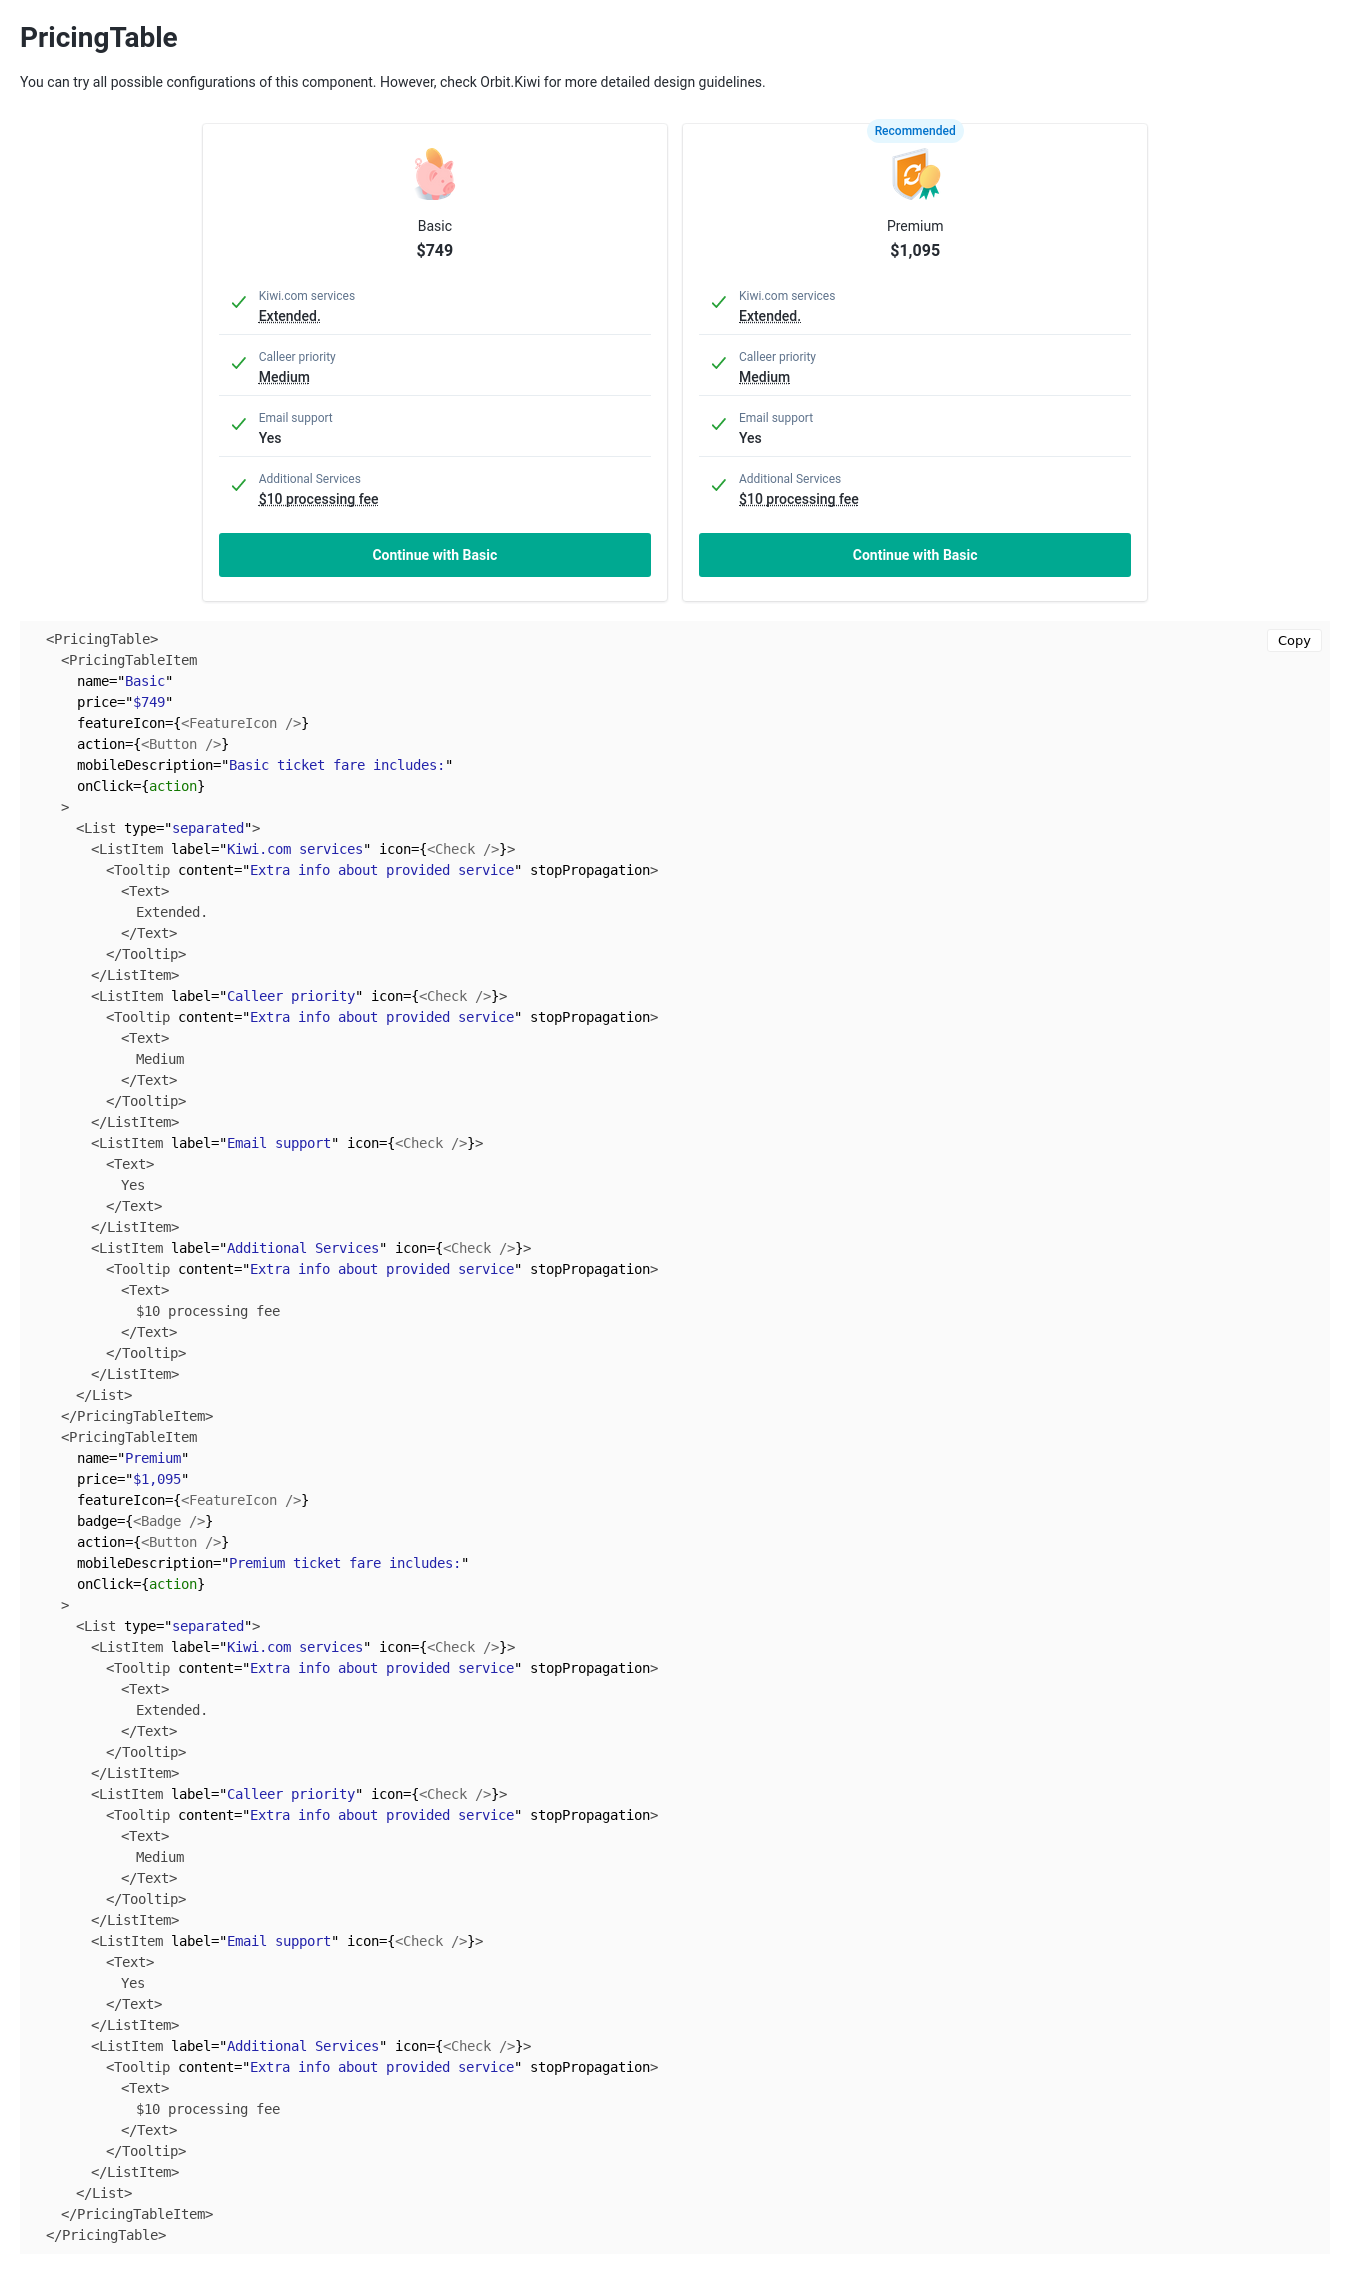 PricingTable
You can try all possible configurations of this component. However, check Orbit.Kiwi for more detailed design guidelines.
Basic
$749
Kiwi.com services
Extended.
Calleer priority
Medium
Email support
Yes
Additional Services
$10 processing fee
Continue with Basic
Recommended
Premium
$1,095
Kiwi.com services
Extended.
Calleer priority
Medium
Email support
Yes
Additional Services
$10 processing fee
Continue with Basic
Copy
<PricingTable>
  <PricingTableItem
    name="Basic"
    price="$749"
    featureIcon={<FeatureIcon />}
    action={<Button />}
    mobileDescription="Basic ticket fare includes:"
    onClick={action}
  >
    <List type="separated">
      <ListItem label="Kiwi.com services" icon={<Check />}>
        <Tooltip content="Extra info about provided service" stopPropagation>
          <Text>
            Extended.
          </Text>
        </Tooltip>
      </ListItem>
      <ListItem label="Calleer priority" icon={<Check />}>
        <Tooltip content="Extra info about provided service" stopPropagation>
          <Text>
            Medium
          </Text>
        </Tooltip>
      </ListItem>
      <ListItem label="Email support" icon={<Check />}>
        <Text>
          Yes
        </Text>
      </ListItem>
      <ListItem label="Additional Services" icon={<Check />}>
        <Tooltip content="Extra info about provided service" stopPropagation>
          <Text>
            $10 processing fee
          </Text>
        </Tooltip>
      </ListItem>
    </List>
  </PricingTableItem>
  <PricingTableItem
    name="Premium"
    price="$1,095"
    featureIcon={<FeatureIcon />}
    badge={<Badge />}
    action={<Button />}
    mobileDescription="Premium ticket fare includes:"
    onClick={action}
  >
    <List type="separated">
      <ListItem label="Kiwi.com services" icon={<Check />}>
        <Tooltip content="Extra info about provided service" stopPropagation>
          <Text>
            Extended.
          </Text>
        </Tooltip>
      </ListItem>
      <ListItem label="Calleer priority" icon={<Check />}>
        <Tooltip content="Extra info about provided service" stopPropagation>
          <Text>
            Medium
          </Text>
        </Tooltip>
      </ListItem>
      <ListItem label="Email support" icon={<Check />}>
        <Text>
          Yes
        </Text>
      </ListItem>
      <ListItem label="Additional Services" icon={<Check />}>
        <Tooltip content="Extra info about provided service" stopPropagation>
          <Text>
            $10 processing fee
          </Text>
        </Tooltip>
      </ListItem>
    </List>
  </PricingTableItem>
</PricingTable>